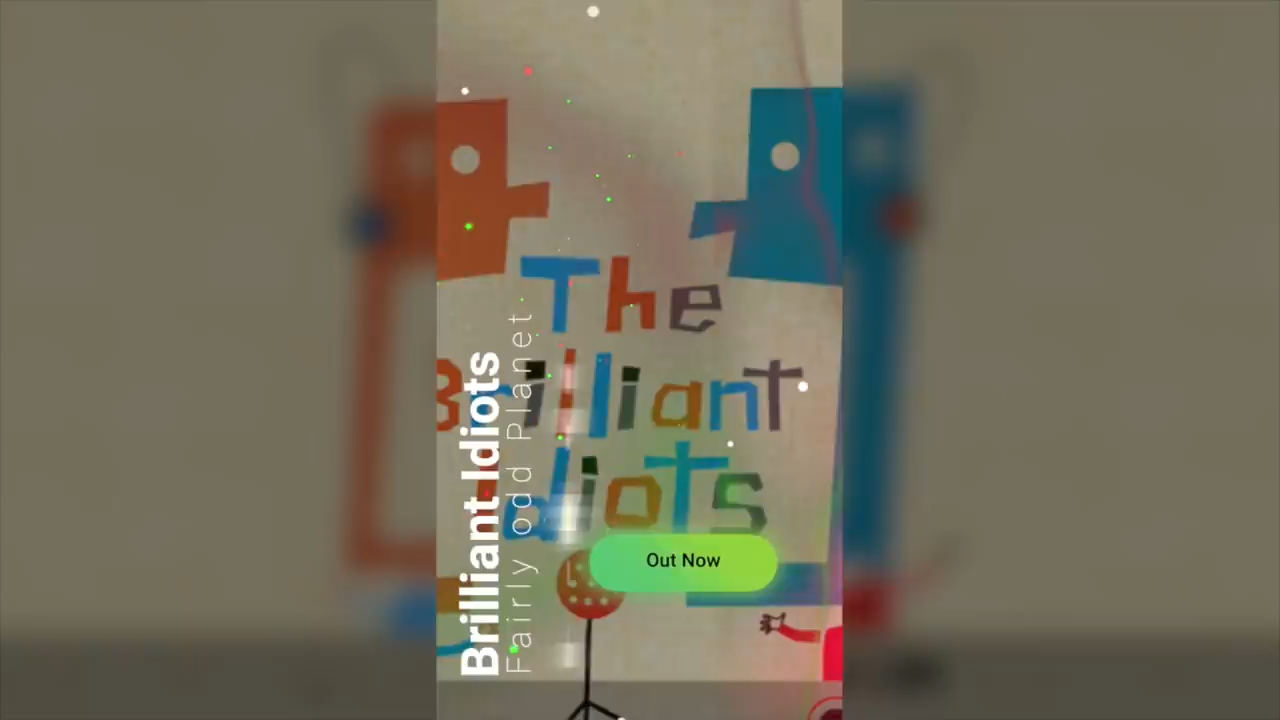 The
Brilliant
Idiots
Brilliant Idiots
Fairly odd Planet
Out Now